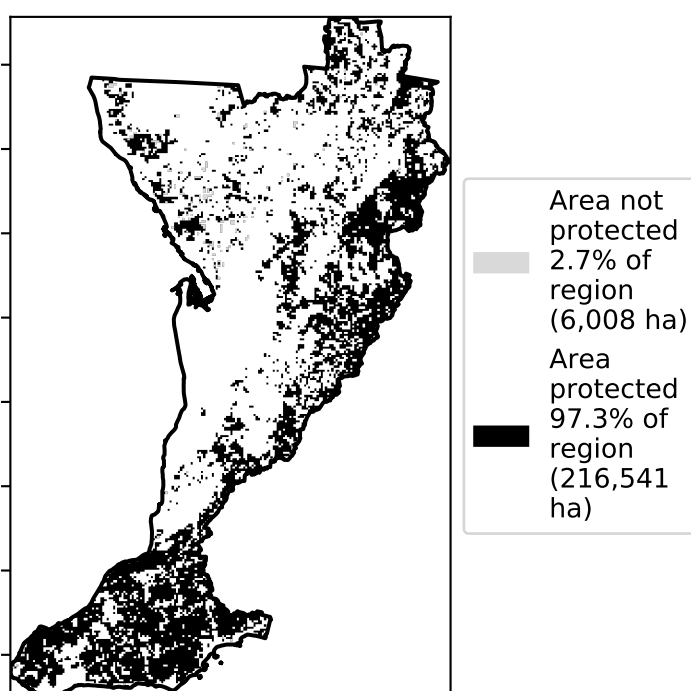 Area not
protected
2.7% of
region
(6,008 ha)
Area
protected
97.3% of
region
(216,541
ha)